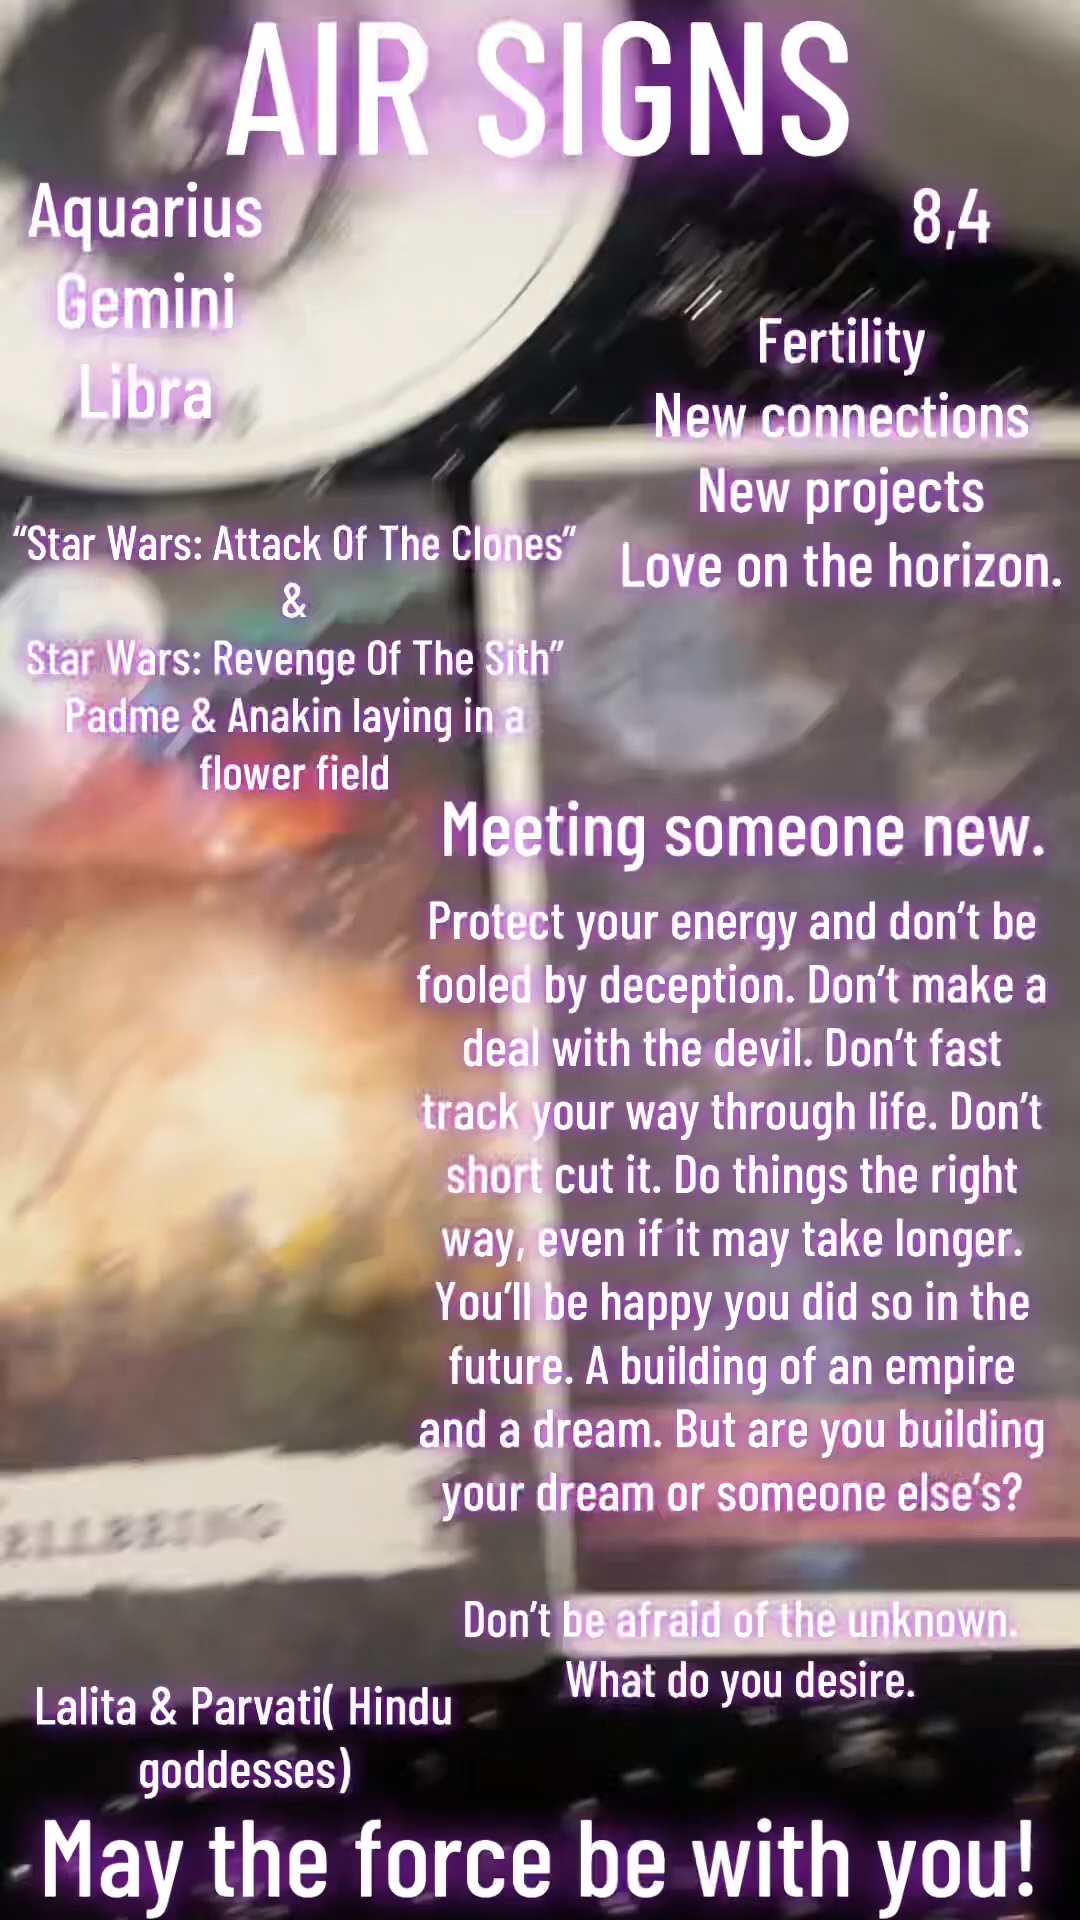 AIR SIGNS
Aquarius
Gemini
Libra
8,4
Fertility
New connections
New projects
Love on the horizon.
“Star Wars: Attack Of The Clones”
&
Star Wars: Revenge Of The Sith”
Padme & Anakin laying in a
flower field
Meeting someone new.
Protect your energy and don’t be
fooled by deception. Don’t make a
deal with the devil. Don’t fast
track your way through life. Don’t
short cut it. Do things the right
way, even if it may take longer.
You’ll be happy you did so in the
future. A building of an empire
and a dream. But are you building
your dream or someone else’s?
ELLBEING
Don’t be afraid of the unknown.
What do you desire.
Lalita & Parvati( Hindu
goddesses)
May the force be with you!